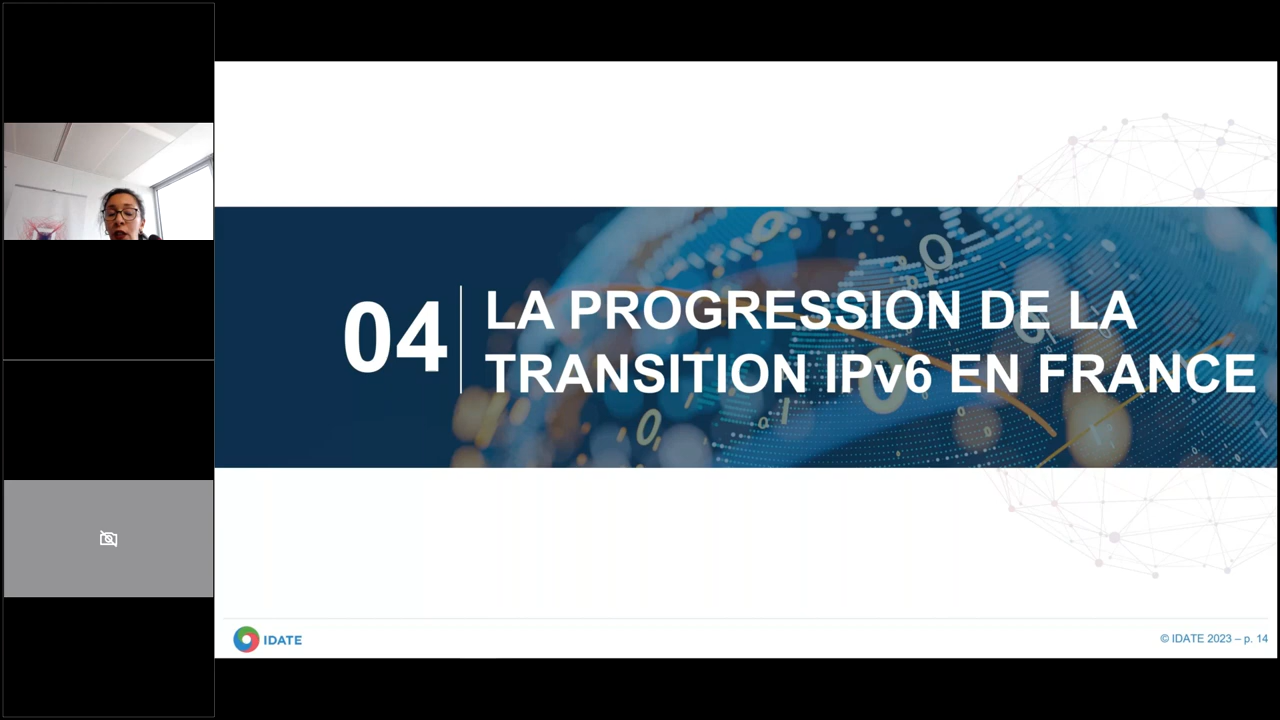 04
LA PROGRESSION DE LA
TRANSITION IPv6 EN FRANCE
IDATE
© IDATE 2023 – p. 14